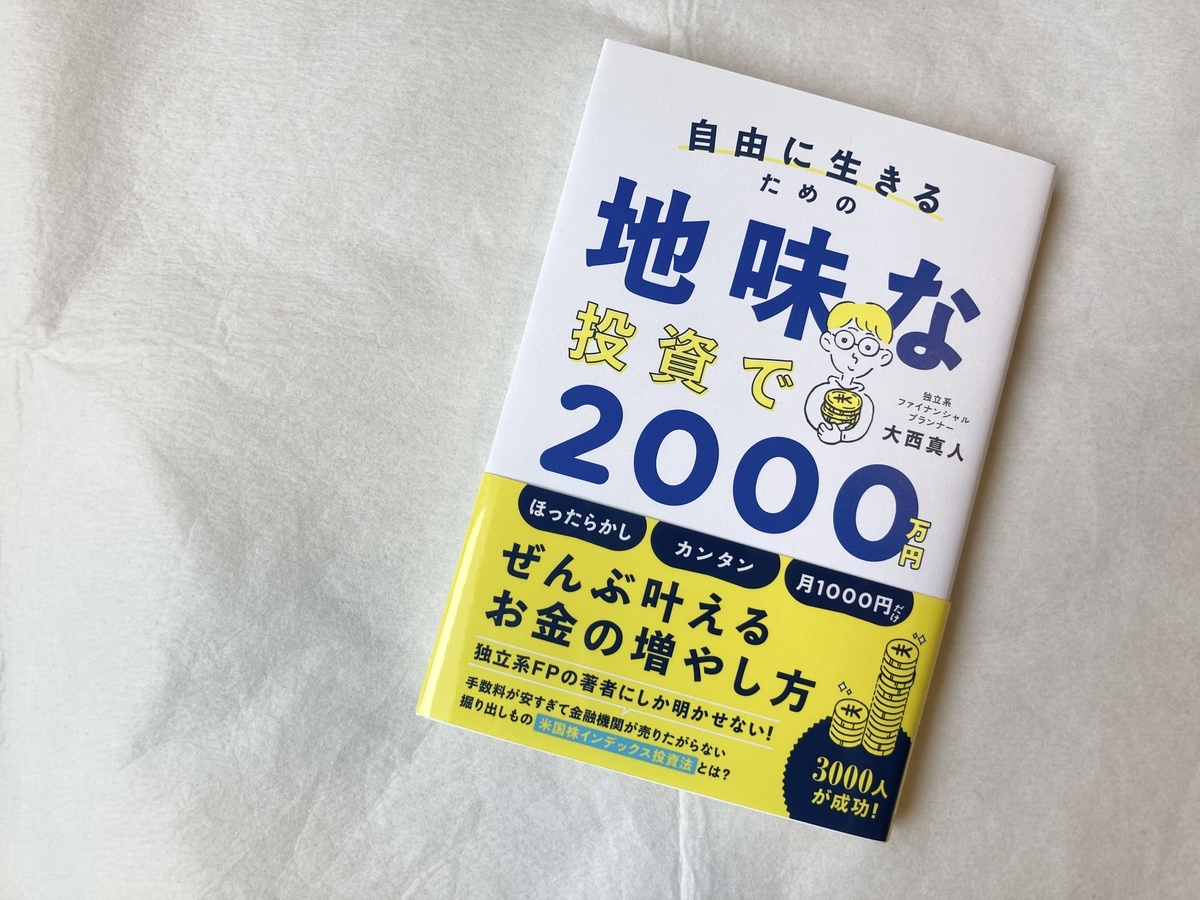 自由に生きる
ための
地味な
投資で
2000万円
独立系
ファイナンシャル
プランナー
大西真人
ほったらかし
カンタン
月1000円だけ
ぜんぶ叶える
お金の増やし方
独立系FPの著者にしか明かせない!
手数料が安すぎて金融機関が売りたがらない
掘り出しもの 米国株インデックス投資法とは?
3000人
が成功!